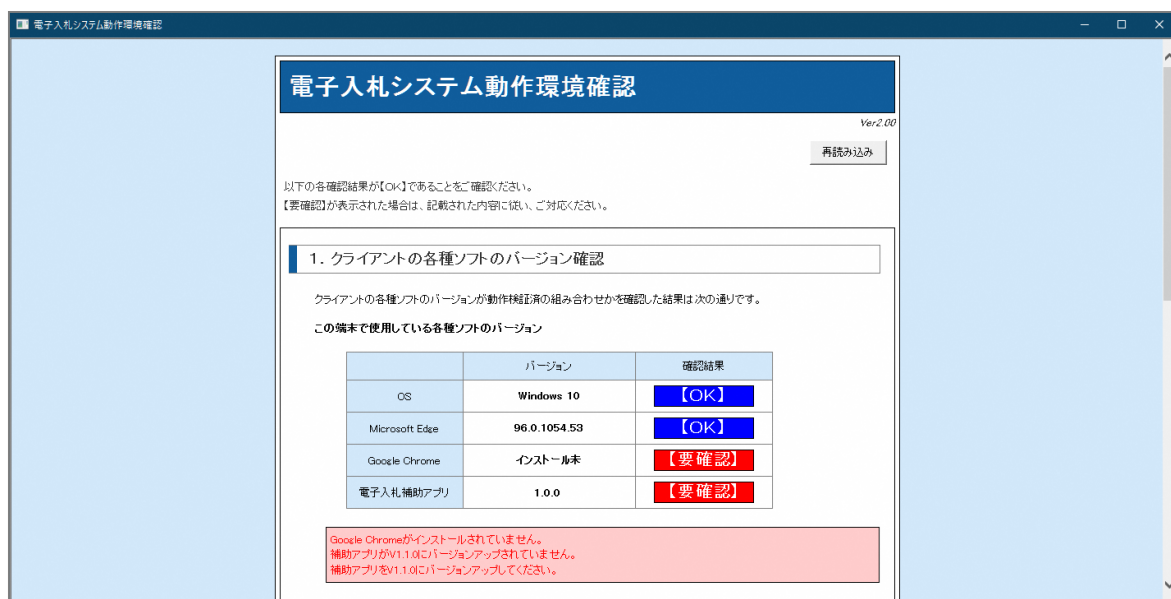 電子入札システム動作環境確認
電子入札システム動作環境確認
Ver2.00
再読み込み
以下の各確認結果が【OK】であることをご確認ください。
【要確認】が表示された場合は、記載された内容に従い、ご対応ください。
1. クライアントの各種ソフトのバージョン確認
クライアントの各種ソフトのバージョンが動作検証済の組み合わせかを確認した結果は次の通りです。
この端末で使用している各種ソフトのバージョン
バージョン 確認結果
OS Windows 10 【OK】
Microsoft Edge 96.0.1054.53 【OK】
Google Chrome インストール未 【要確認】
電子入札補助アプリ 1.0.0 【要確認】
Google Chromeがインストールされていません。
補助アプリがV1.1.0にバージョンアップされていません。
補助アプリをV1.1.0にバージョンアップしてください。